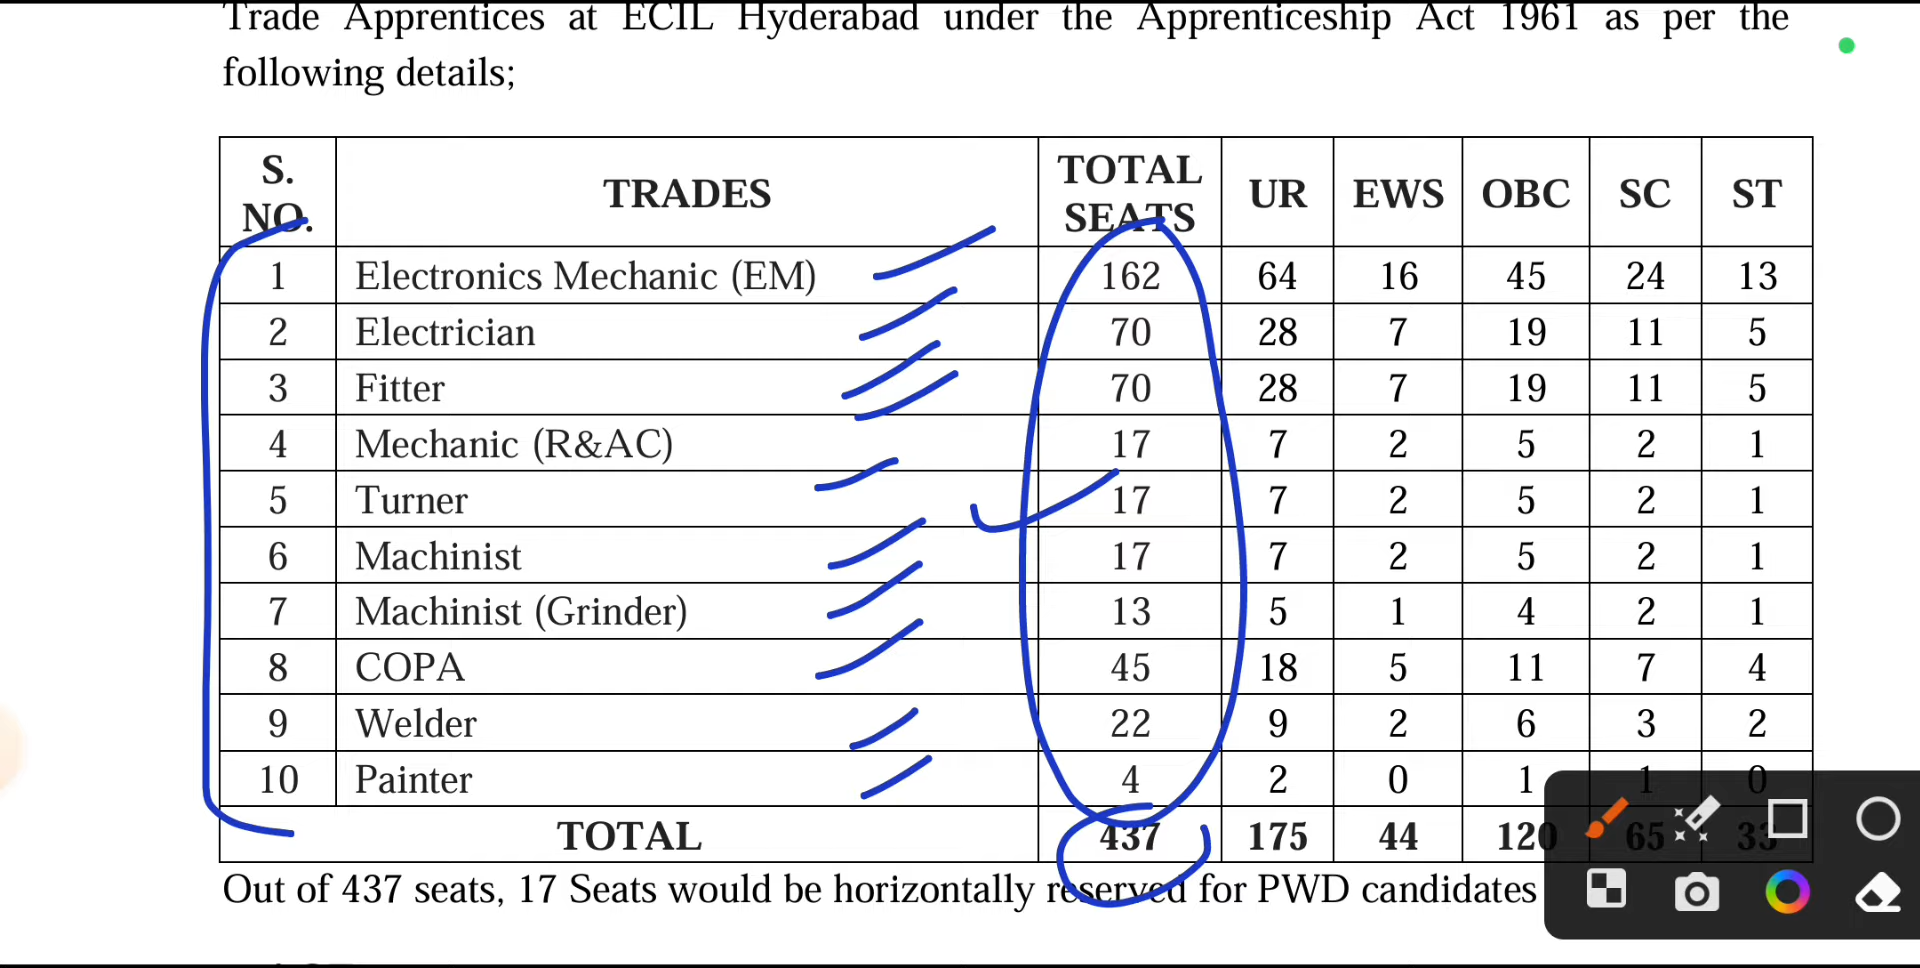 Trade Apprentices at ECIL Hyderabad under the Apprenticeship Act 1961 as per the
following details;
S. NO. TRADES TOTAL SEATS UR EWS OBC SC ST
1 Electronics Mechanic (EM) 162 64 16 45 24 13
2 Electrician 70 28 7 19 11 5
3 Fitter 70 28 7 19 11 5
4 Mechanic (R&AC) 17 7 2 5 2 1
5 Turner 17 7 2 5 2 1
6 Machinist 17 7 2 5 2 1
7 Machinist (Grinder) 13 5 1 4 2 1
8 COPA 45 18 5 11 7 4
9 Welder 22 9 2 6 3 2
10 Painter 4 2 0 1 1 0
TOTAL 437 175 44 120 65 33
Out of 437 seats, 17 Seats would be horizontally reserved for PWD candidates